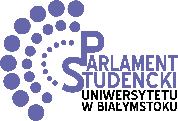 PARLAMENT
STUDENCKI
UNIWERSYTETU
W BIAŁYMSTOKU